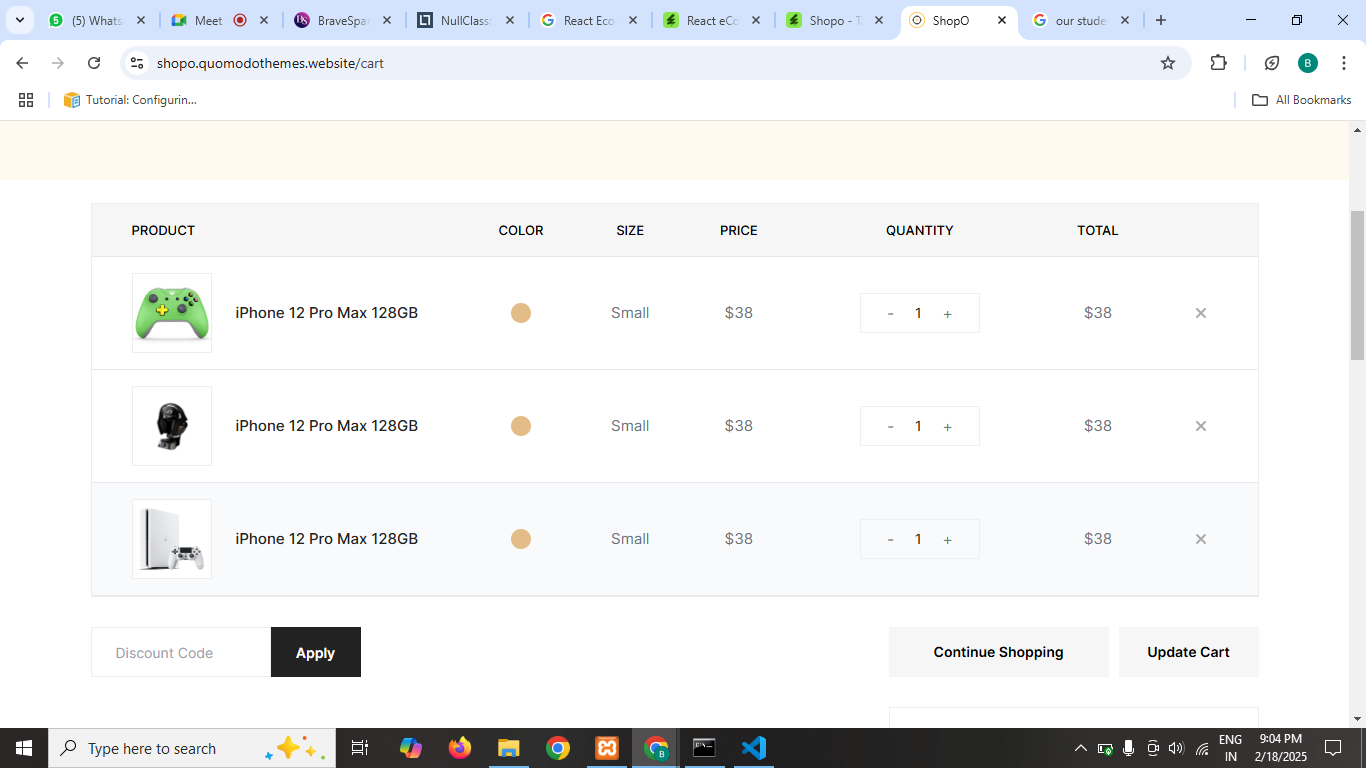 (5) Whats
Meet
BraveSpar
NullClass
React Eco
React eCo
Shopo - T
ShopO
our stude
shopo.quomodothemes.website/cart
B
Tutorial: Configurin...
All Bookmarks
PRODUCT COLOR SIZE PRICE QUANTITY TOTAL
iPhone 12 Pro Max 128GB Small $38 - 1 + $38
iPhone 12 Pro Max 128GB Small $38 - 1 + $38
iPhone 12 Pro Max 128GB Small $38 - 1 + $38
Discount Code Apply Continue Shopping Update Cart
Type here to search
ENG
IN
9:04 PM
2/18/2025